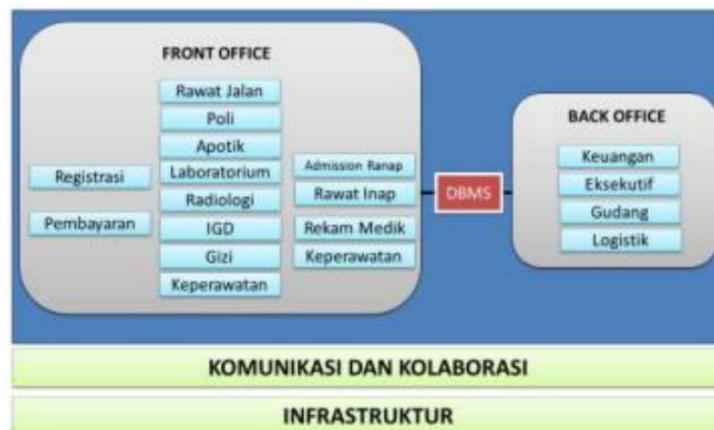 FRONT OFFICE
Registrasi
Pembayaran
Rawat Jalan
Poli
Apotik
Laboratorium
Radiologi
IGD
Gizi
Keperawatan
Admission Ranap
Rawat Inap
Rekam Medik
Keperawatan
DBMS
BACK OFFICE
Keuangan
Eksekutif
Gudang
Logistik
KOMUNIKASI DAN KOLABORASI
INFRASTRUKTUR